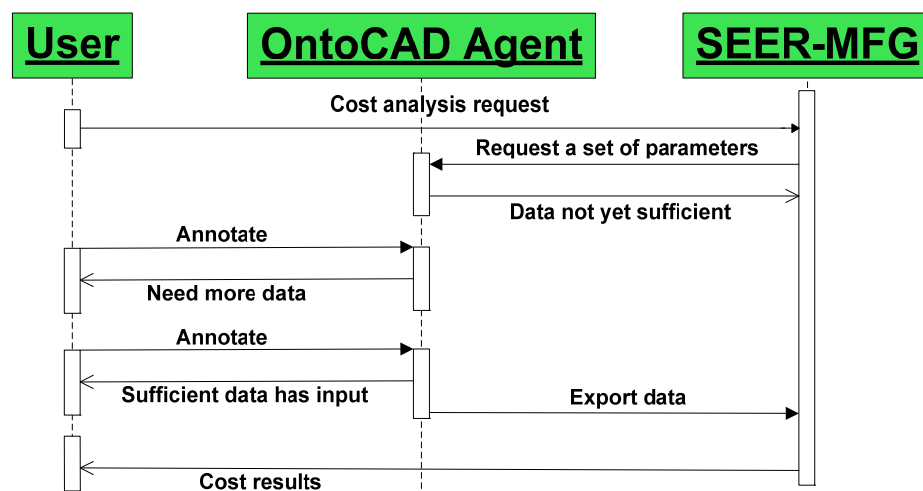 User
OntoCAD Agent
SEER-MFG
Cost analysis request
Request a set of parameters
Data not yet sufficient
Annotate
Need more data
Annotate
Sufficient data has input
Export data
Cost results